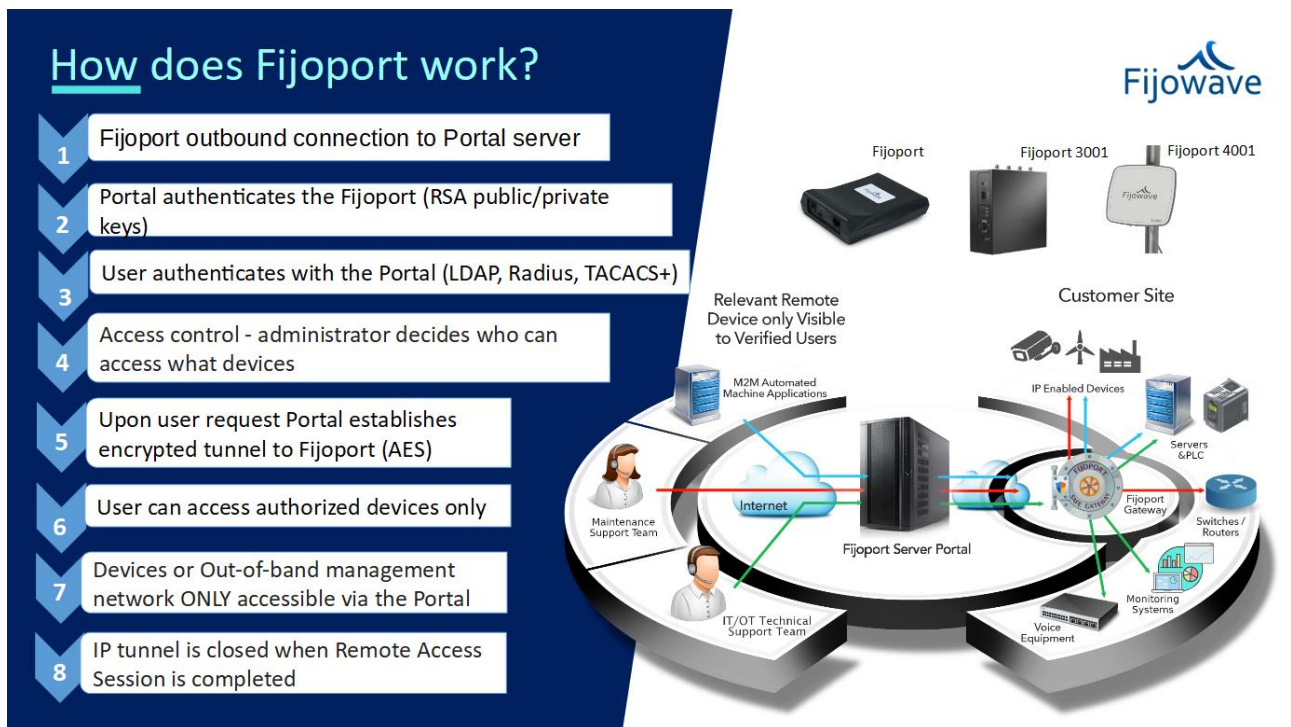 How does Fijoport work?
1
Fijoport outbound connection to Portal server
2
Portal authenticates the Fijoport (RSA public/private
keys)
3
User authenticates with the Portal (LDAP, Radius, TACACS+)
4
Access control - administrator decides who can
access what devices
5
Upon user request Portal establishes
encrypted tunnel to Fijoport (AES)
6
User can access authorized devices only
7
Devices or Out-of-band management
network ONLY accessible via the Portal
8
IP tunnel is closed when Remote Access
Session is completed
Fijowave
Fijoport
Fijoport 3001
Fijoport 4001
Fijowave
Relevant Remote
Device only Visible
to Verified Users
Customer Site
M2M Automated
Machine Applications
IP Enabled Devices
Servers
&PLC
Maintenance
Support Team
Internet
Fijoport Server Portal
FIJOPORT
SAFE GATEWAY
Fijoport
Gateway
Switches /
Routers
IT/OT Technical
Support Team
Monitoring
Systems
Voice
Equipment